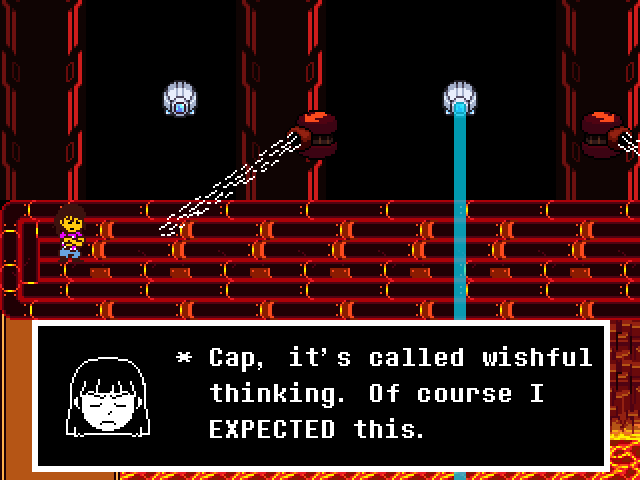 * Cap, it's called wishful
thinking. Of course I
EXPECTED this.